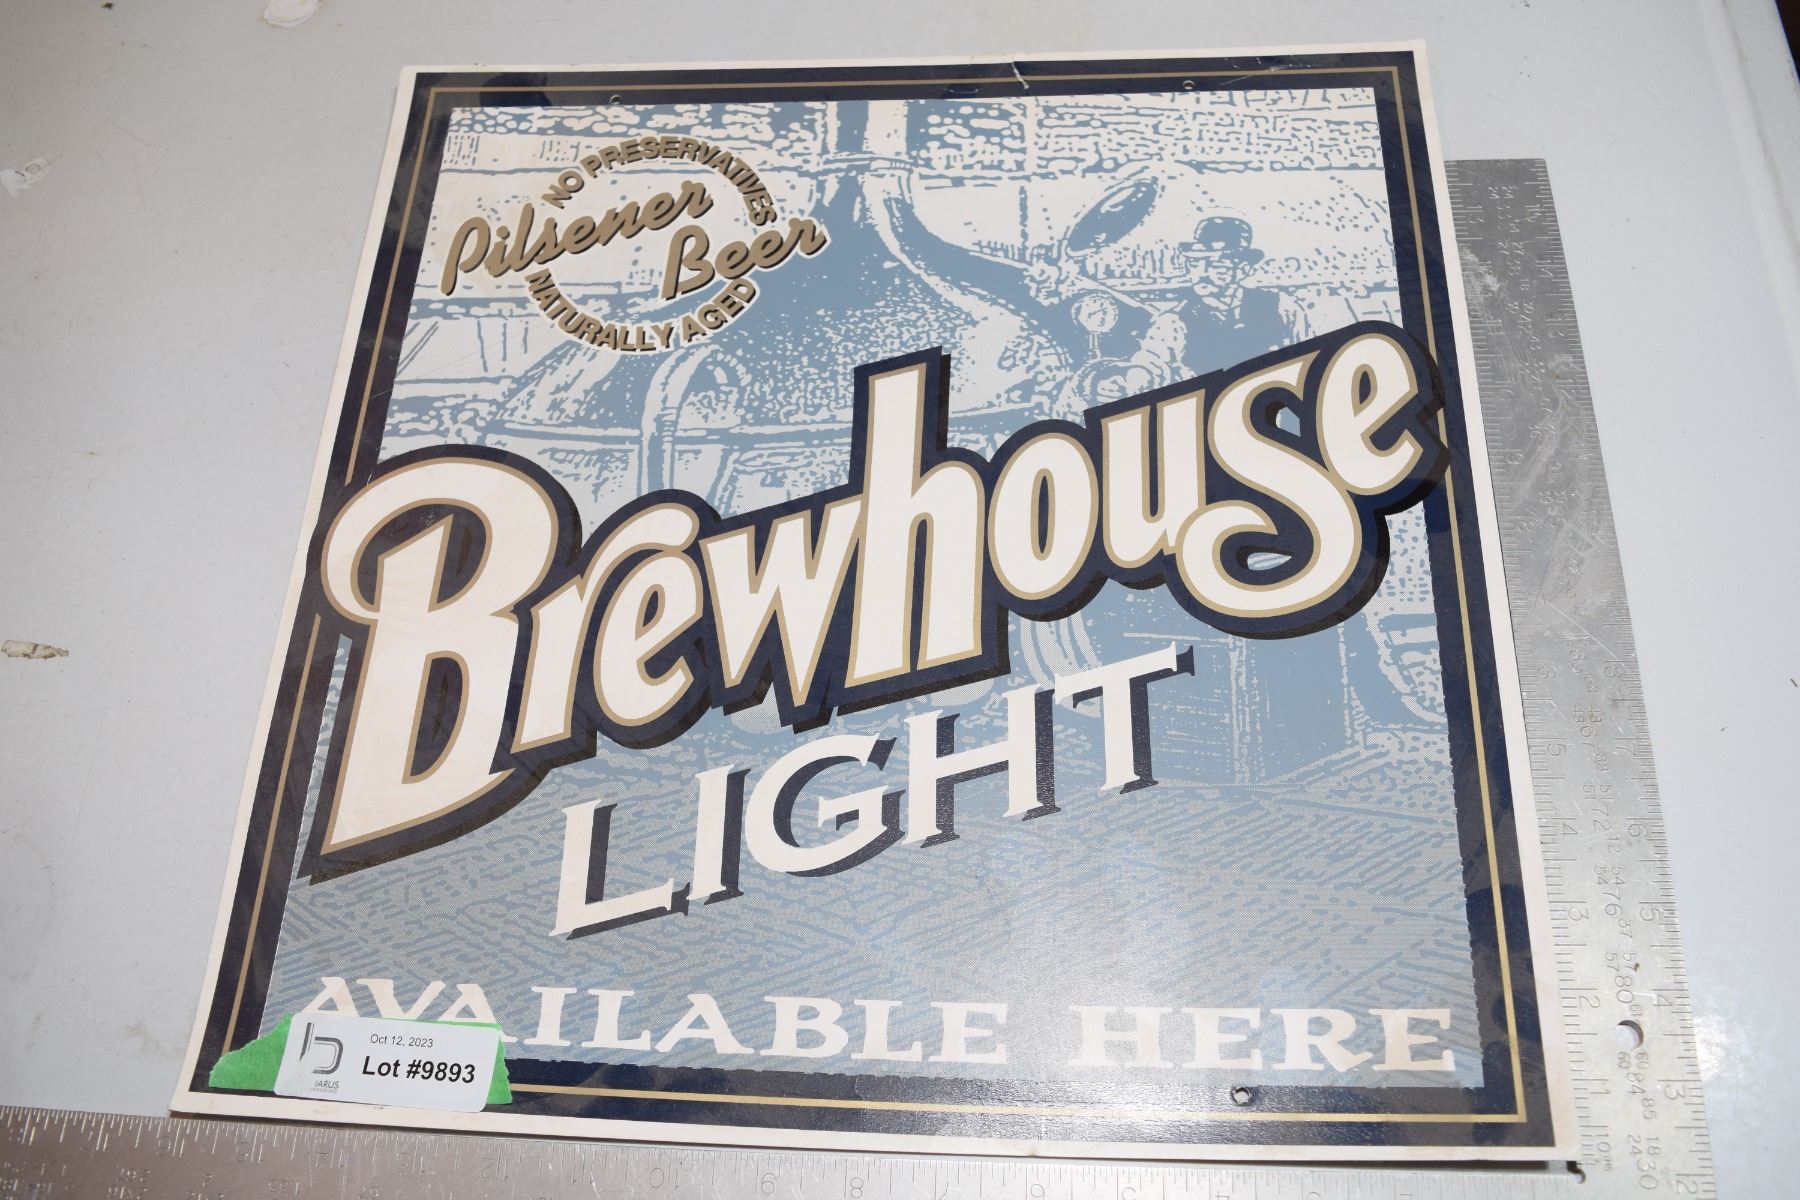 NO PRESERVATIVES
Pilsener
Beer
NATURALLY AGED
Brewhouse
LIGHT
AVAILABLE HERE
Oct 12, 2023
Lot #9893